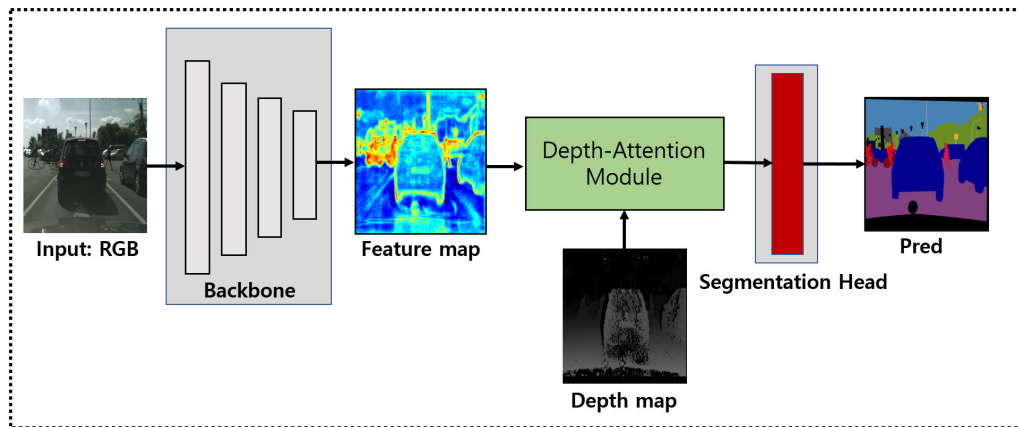 Input: RGB
Backbone
Feature map
Depth-Attention
Module
Depth map
Segmentation Head
Pred